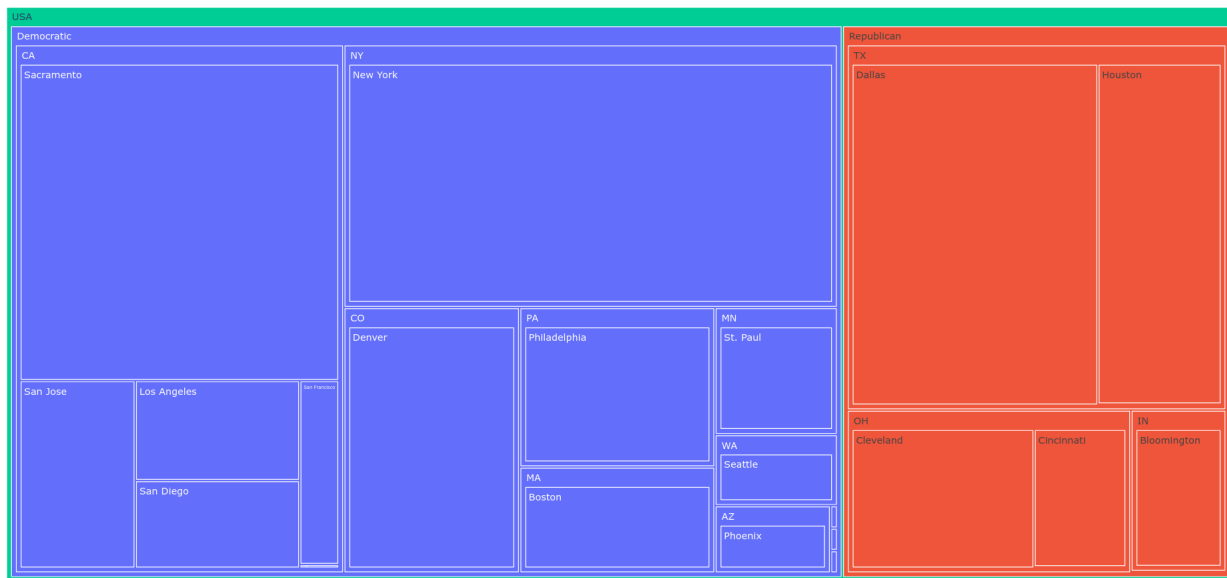 USA
Democratic
CA
Sacramento
San Jose
Los Angeles
San Diego
San Francisco
NY
New York
CO
Denver
PA
Philadelphia
MA
Boston
MN
St. Paul
WA
Seattle
AZ
Phoenix
Republican
TX
Dallas
Houston
OH
Cleveland
Cincinnati
IN
Bloomington